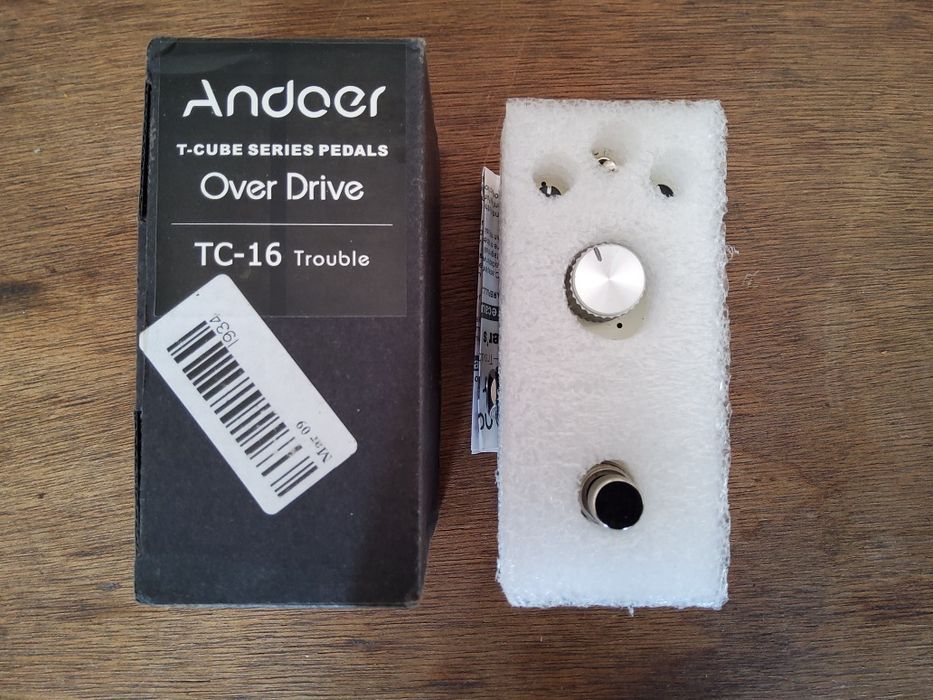 Andoer
T-CUBE SERIES PEDALS
Over Drive
TC-16 Trouble
1934
Mar 09